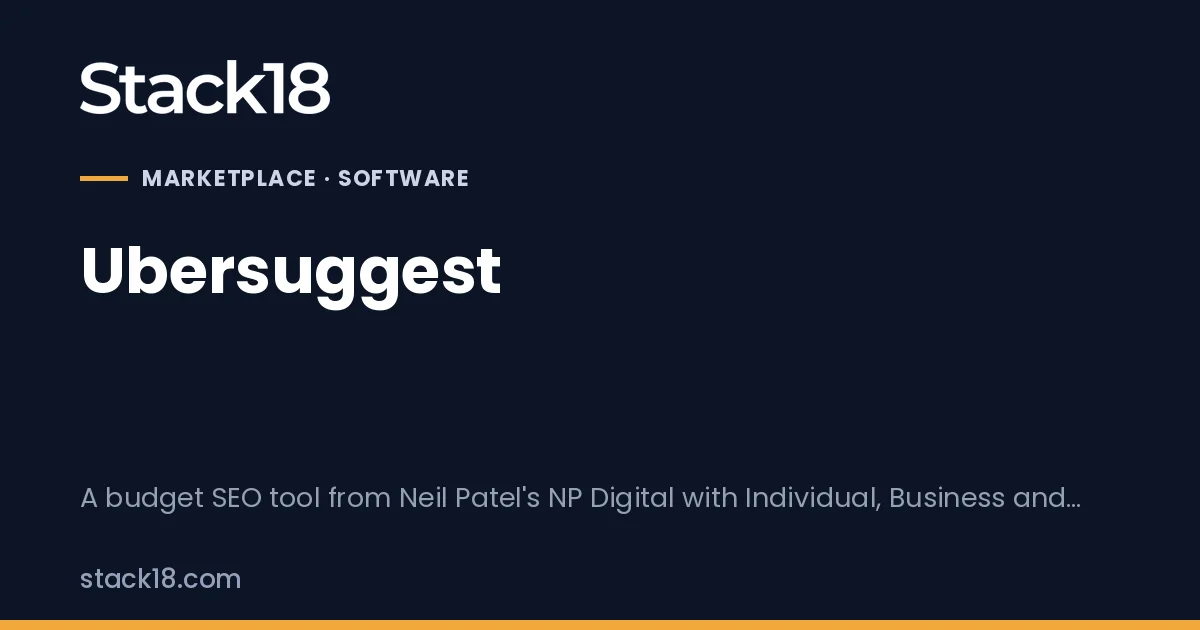 Stack18
MARKETPLACE · SOFTWARE
Ubersuggest
A budget SEO tool from Neil Patel's NP Digital with Individual, Business and...
stack18.com